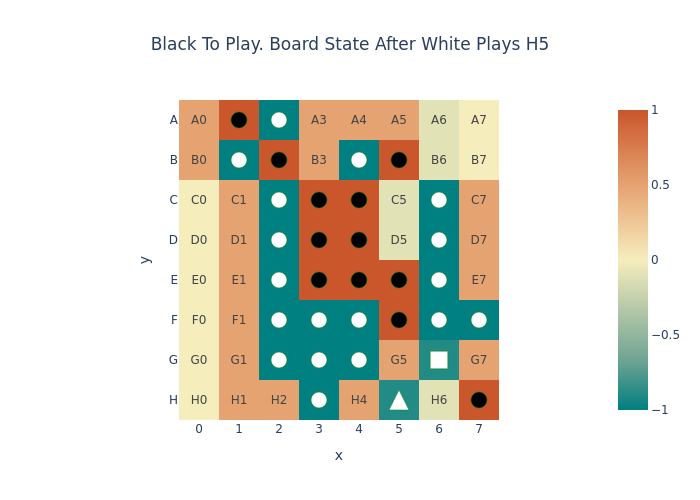 Black To Play. Board State After White Plays H5
A A0 A3 A4 A5 A6 A7 1
B B0 B3 B6 B7
C C0 C1 C5 C7 0.5
D D0 D1 D5 D7
y 0
E E0 E1 E7
F F0 F1 −0.5
G G0 G1 G5 G7
H H0 H1 H2 H4 H6 −1
0 1 2 3 4 5 6 7
x